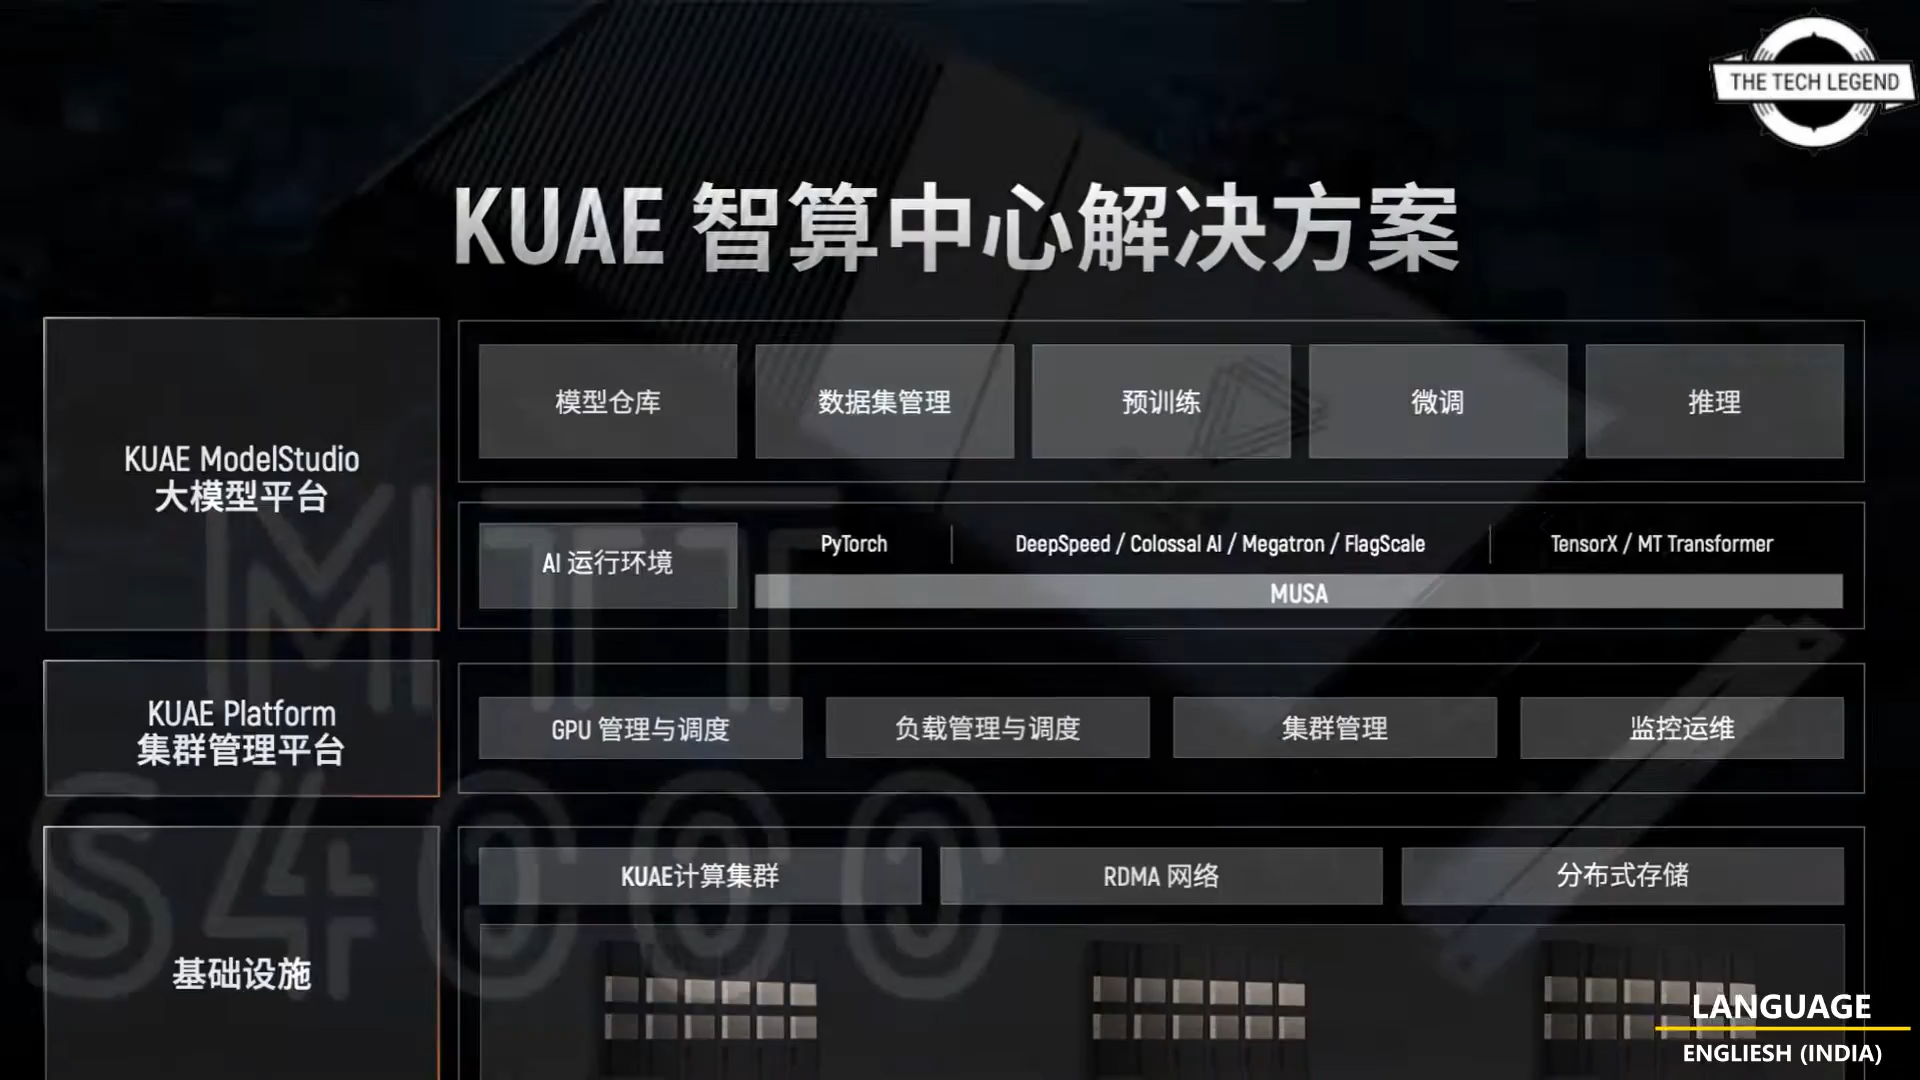 THE TECH LEGEND
KUAE 智算中心解决方案
KUAE ModelStudio
大模型平台
模型仓库
数据集管理
预训练
微调
推理
AI 运行环境
PyTorch
DeepSpeed / Colossal AI / Megatron / FlagScale
TensorX / MT Transformer
MUSA
KUAE Platform
集群管理平台
GPU 管理与调度
负载管理与调度
集群管理
监控运维
基础设施
KUAE计算集群
RDMA 网络
分布式存储
MTT
S4000
LANGUAGE
ENGLIESH (INDIA)